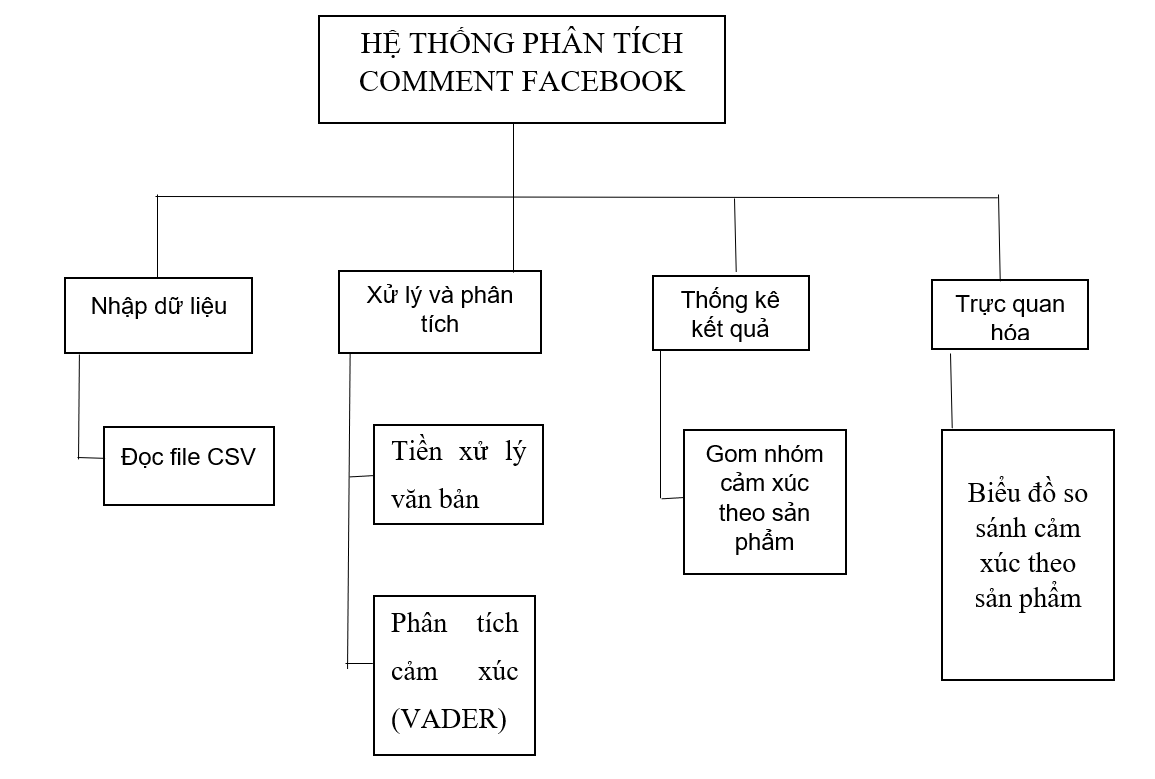 HỆ THỐNG PHÂN TÍCH
COMMENT FACEBOOK
Nhập dữ liệu
Xử lý và phân
tích
Thống kê
kết quả
Trực quan
hóa
Đọc file CSV
Tiền xử lý
văn bản
Gom nhóm
cảm xúc
theo sản
phẩm
Biểu đồ so
sánh cảm
xúc theo
sản phẩm
Phân tích
cảm xúc
(VADER)